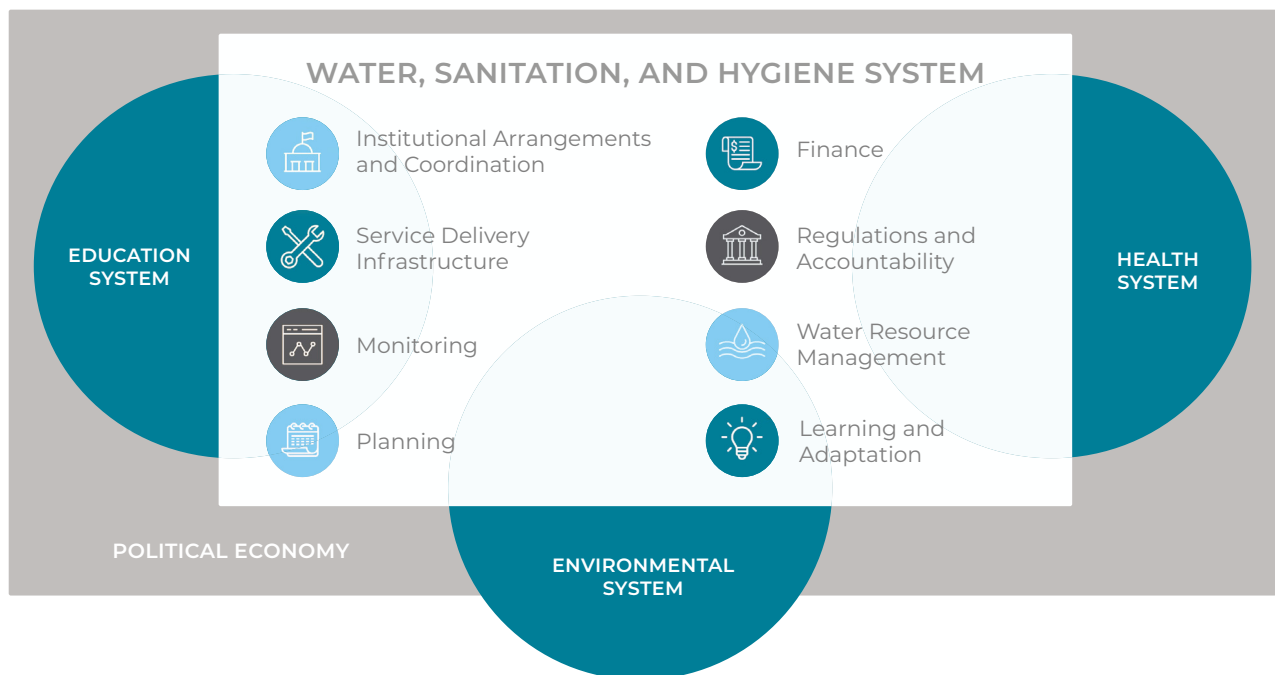 WATER, SANITATION, AND HYGIENE SYSTEM
Institutional Arrangements
and Coordination
Service Delivery
Infrastructure
Monitoring
Planning
Finance
Regulations and
Accountability
Water Resource
Management
Learning and
Adaptation
EDUCATION
SYSTEM
HEALTH
SYSTEM
POLITICAL ECONOMY
ENVIRONMENTAL
SYSTEM